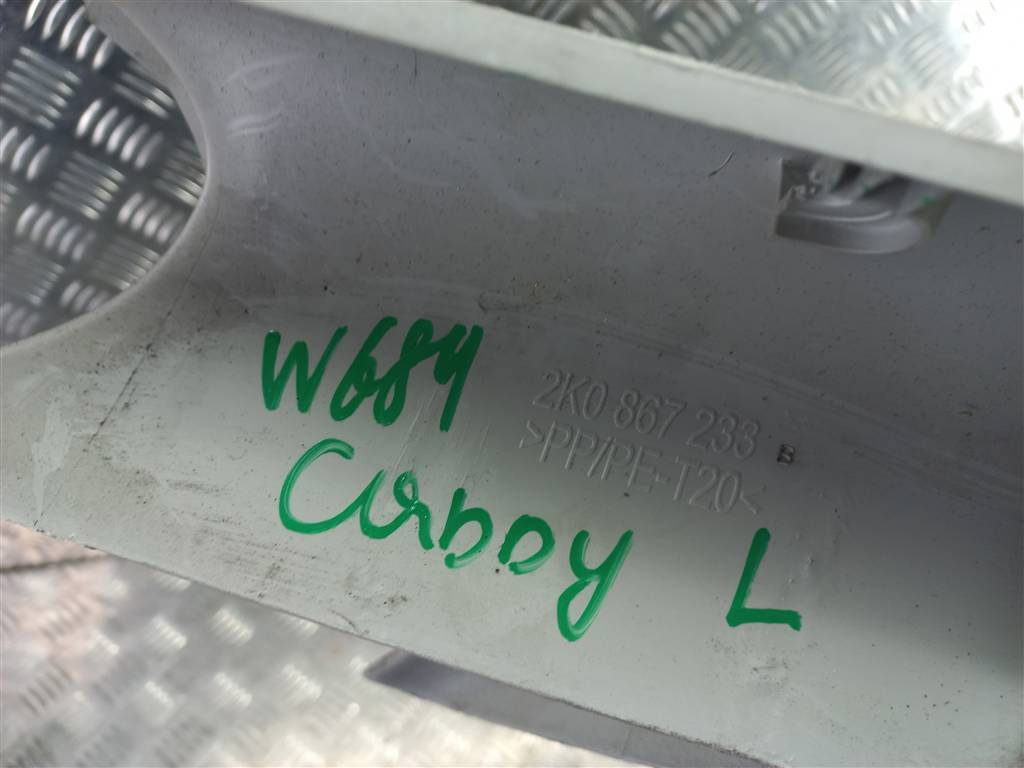 W684
2K0 867 233 B
>PP/PE-T20<
Caddy L